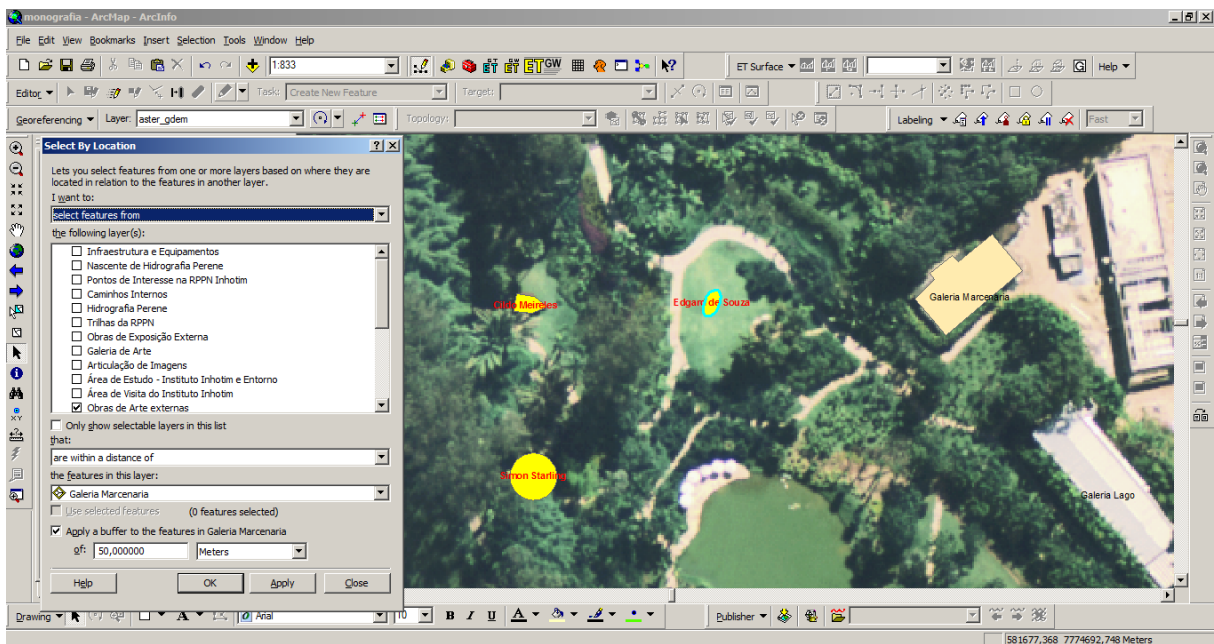 monografia - ArcMap - ArcInfo
File Edit View Bookmarks Insert Selection Tools Window Help
1:833
ET GW
ET Surface
Help
Editor
Task: Create New Feature
Target:
Georeferencing
Layer: aster_gdem
Topology:
Labeling
Fast
Select By Location
Lets you select features from one or more layers based on where they are
located in relation to the features in another layer.
I want to:
select features from
the following layer(s):
Infraestrutura e Equipamentos
Nascente de Hidrografia Perene
Pontos de Interesse na RPPN Inhotim
Caminhos Internos
Hidrografia Perene
Trilhas da RPPN
Obras de Exposição Externa
Galeria de Arte
Articulação de Imagens
Área de Estudo - Instituto Inhotim e Entorno
Área de Visita do Instituto Inhotim
Obras de Arte externas
Only show selectable layers in this list
that:
are within a distance of
the features in this layer:
Galeria Marcenaria
Use selected features (0 features selected)
Apply a buffer to the features in Galeria Marcenaria
of: 50,000000 Meters
Help OK Apply Close
Meireles
Edgard de Souza
Galeria Marcenaria
Simon Starling
Galeria Lago
Drawing
Arial
10
B I U A
Publisher
581677,368 7774692,748 Meters